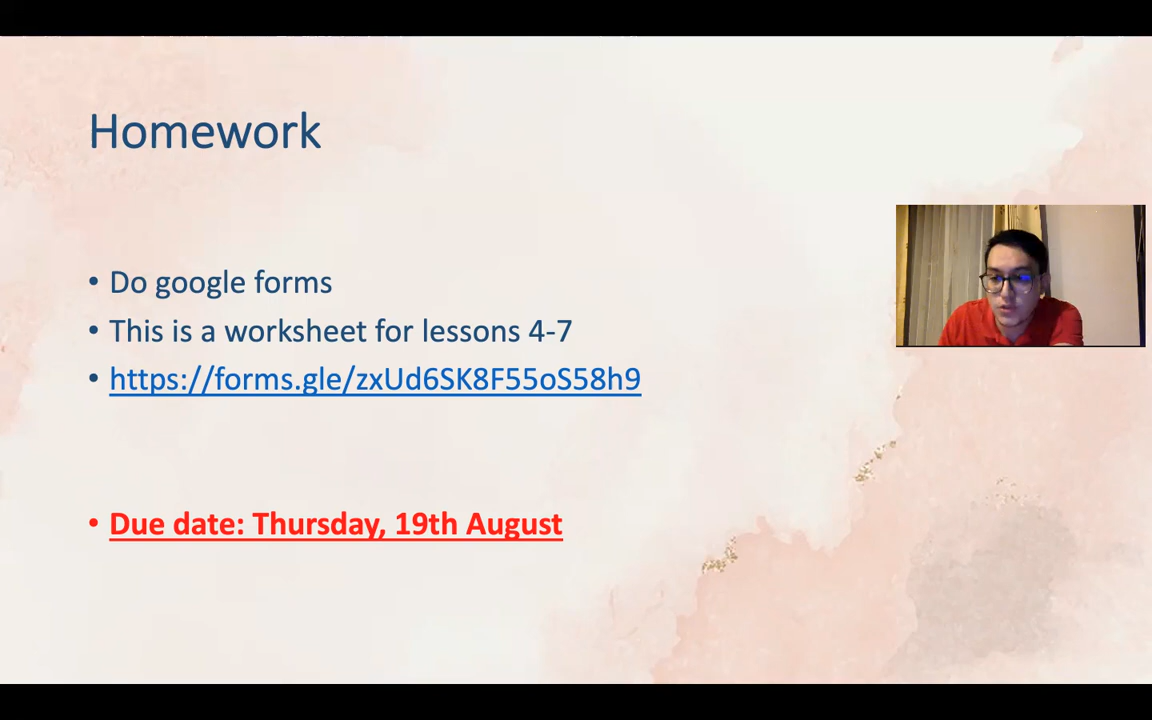 Homework
• Do google forms
• This is a worksheet for lessons 4-7
• https://forms.gle/zxUd6SK8F55oS58h9
• Due date: Thursday, 19th August